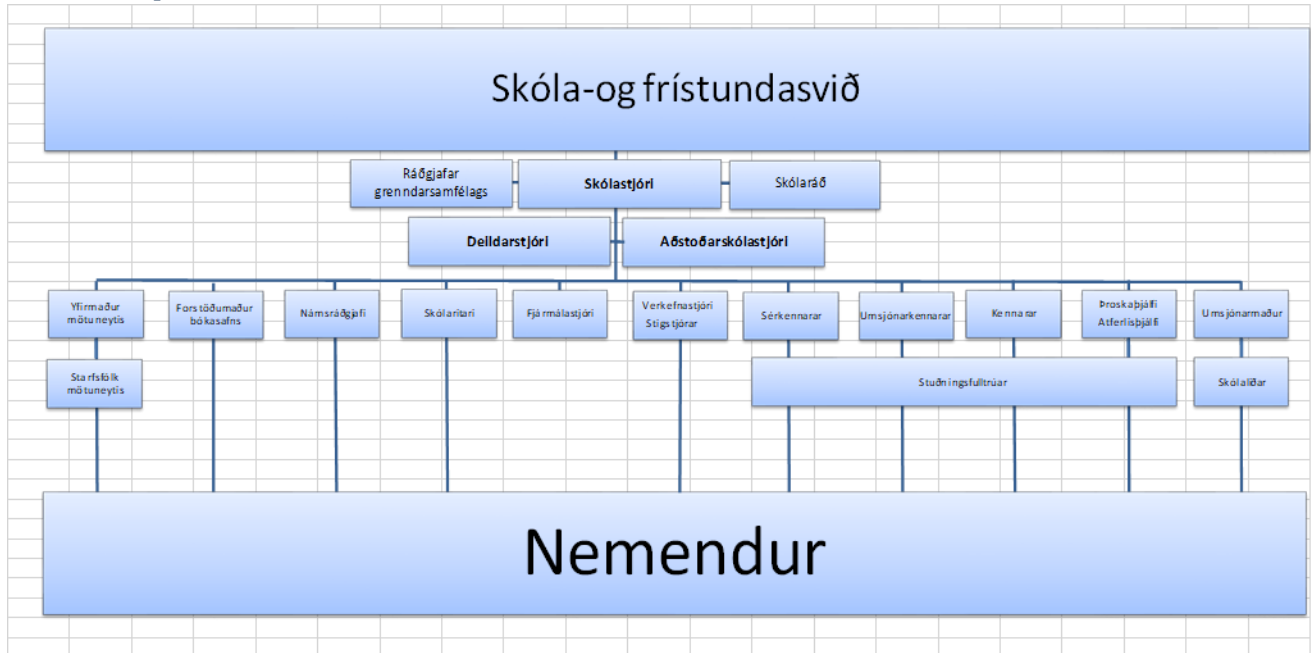 Skóla-og frístundasvið
Ráðgjafar
grenndarsamfélags
Skólastjóri
Skólaráð
Deildarstjóri
Aðstoðarskólastjóri
Yfirmaður
mötuneytis
Forstöðumaður
bókasafns
Námsráðgjafi
Skólaritari
Fjármálastjóri
Verkefnastjóri
Stigstjórar
Sérkennarar
Umsjónarkennarar
Kennarar
Þroskaþjálfi
Atferlisþjálfi
Umsjónarmaður
Starfsfólk
mötuneytis
Stuðningsfulltrúar
Skólaliðar
Nemendur